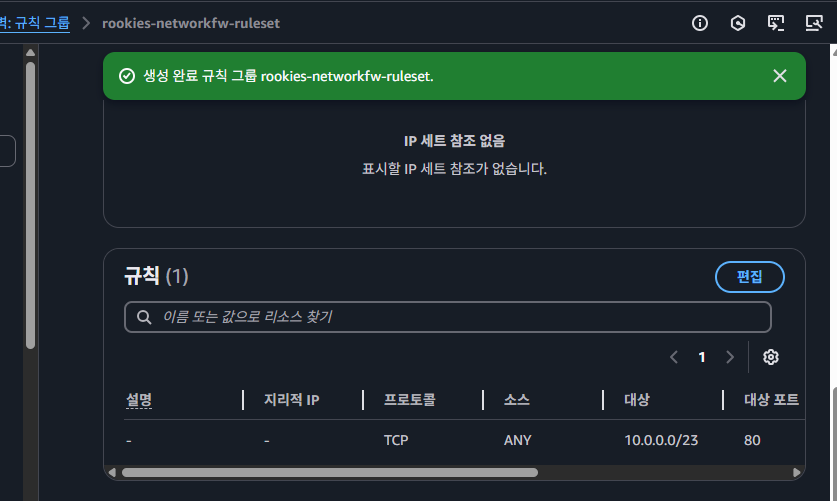 벽: 규칙 그룹 > rookies-networkfw-ruleset
생성 완료 규칙 그룹 rookies-networkfw-ruleset.
IP 세트 참조 없음
표시할 IP 세트 참조가 없습니다.
규칙 (1)
편집
이름 또는 값으로 리소스 찾기
1
설명 지리적 IP 프로토콜 소스 대상 대상 포트
- - TCP ANY 10.0.0.0/23 80